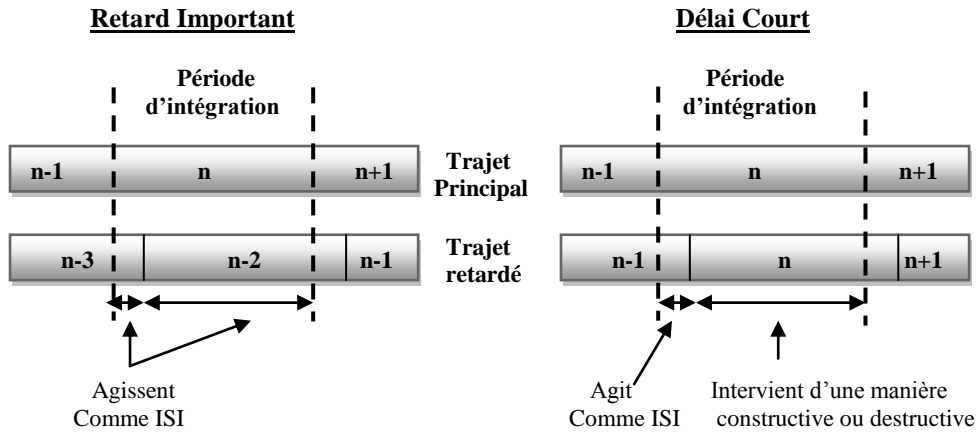 Retard Important
Période
d’intégration
n-1 n n+1
Trajet
Principal
n-3 n-2 n-1
Trajet
retardé
Agissent
Comme ISI
Délai Court
Période
d’intégration
n-1 n n+1
n-1 n n+1
Agit
Comme ISI
Intervient d’une manière
constructive ou destructive